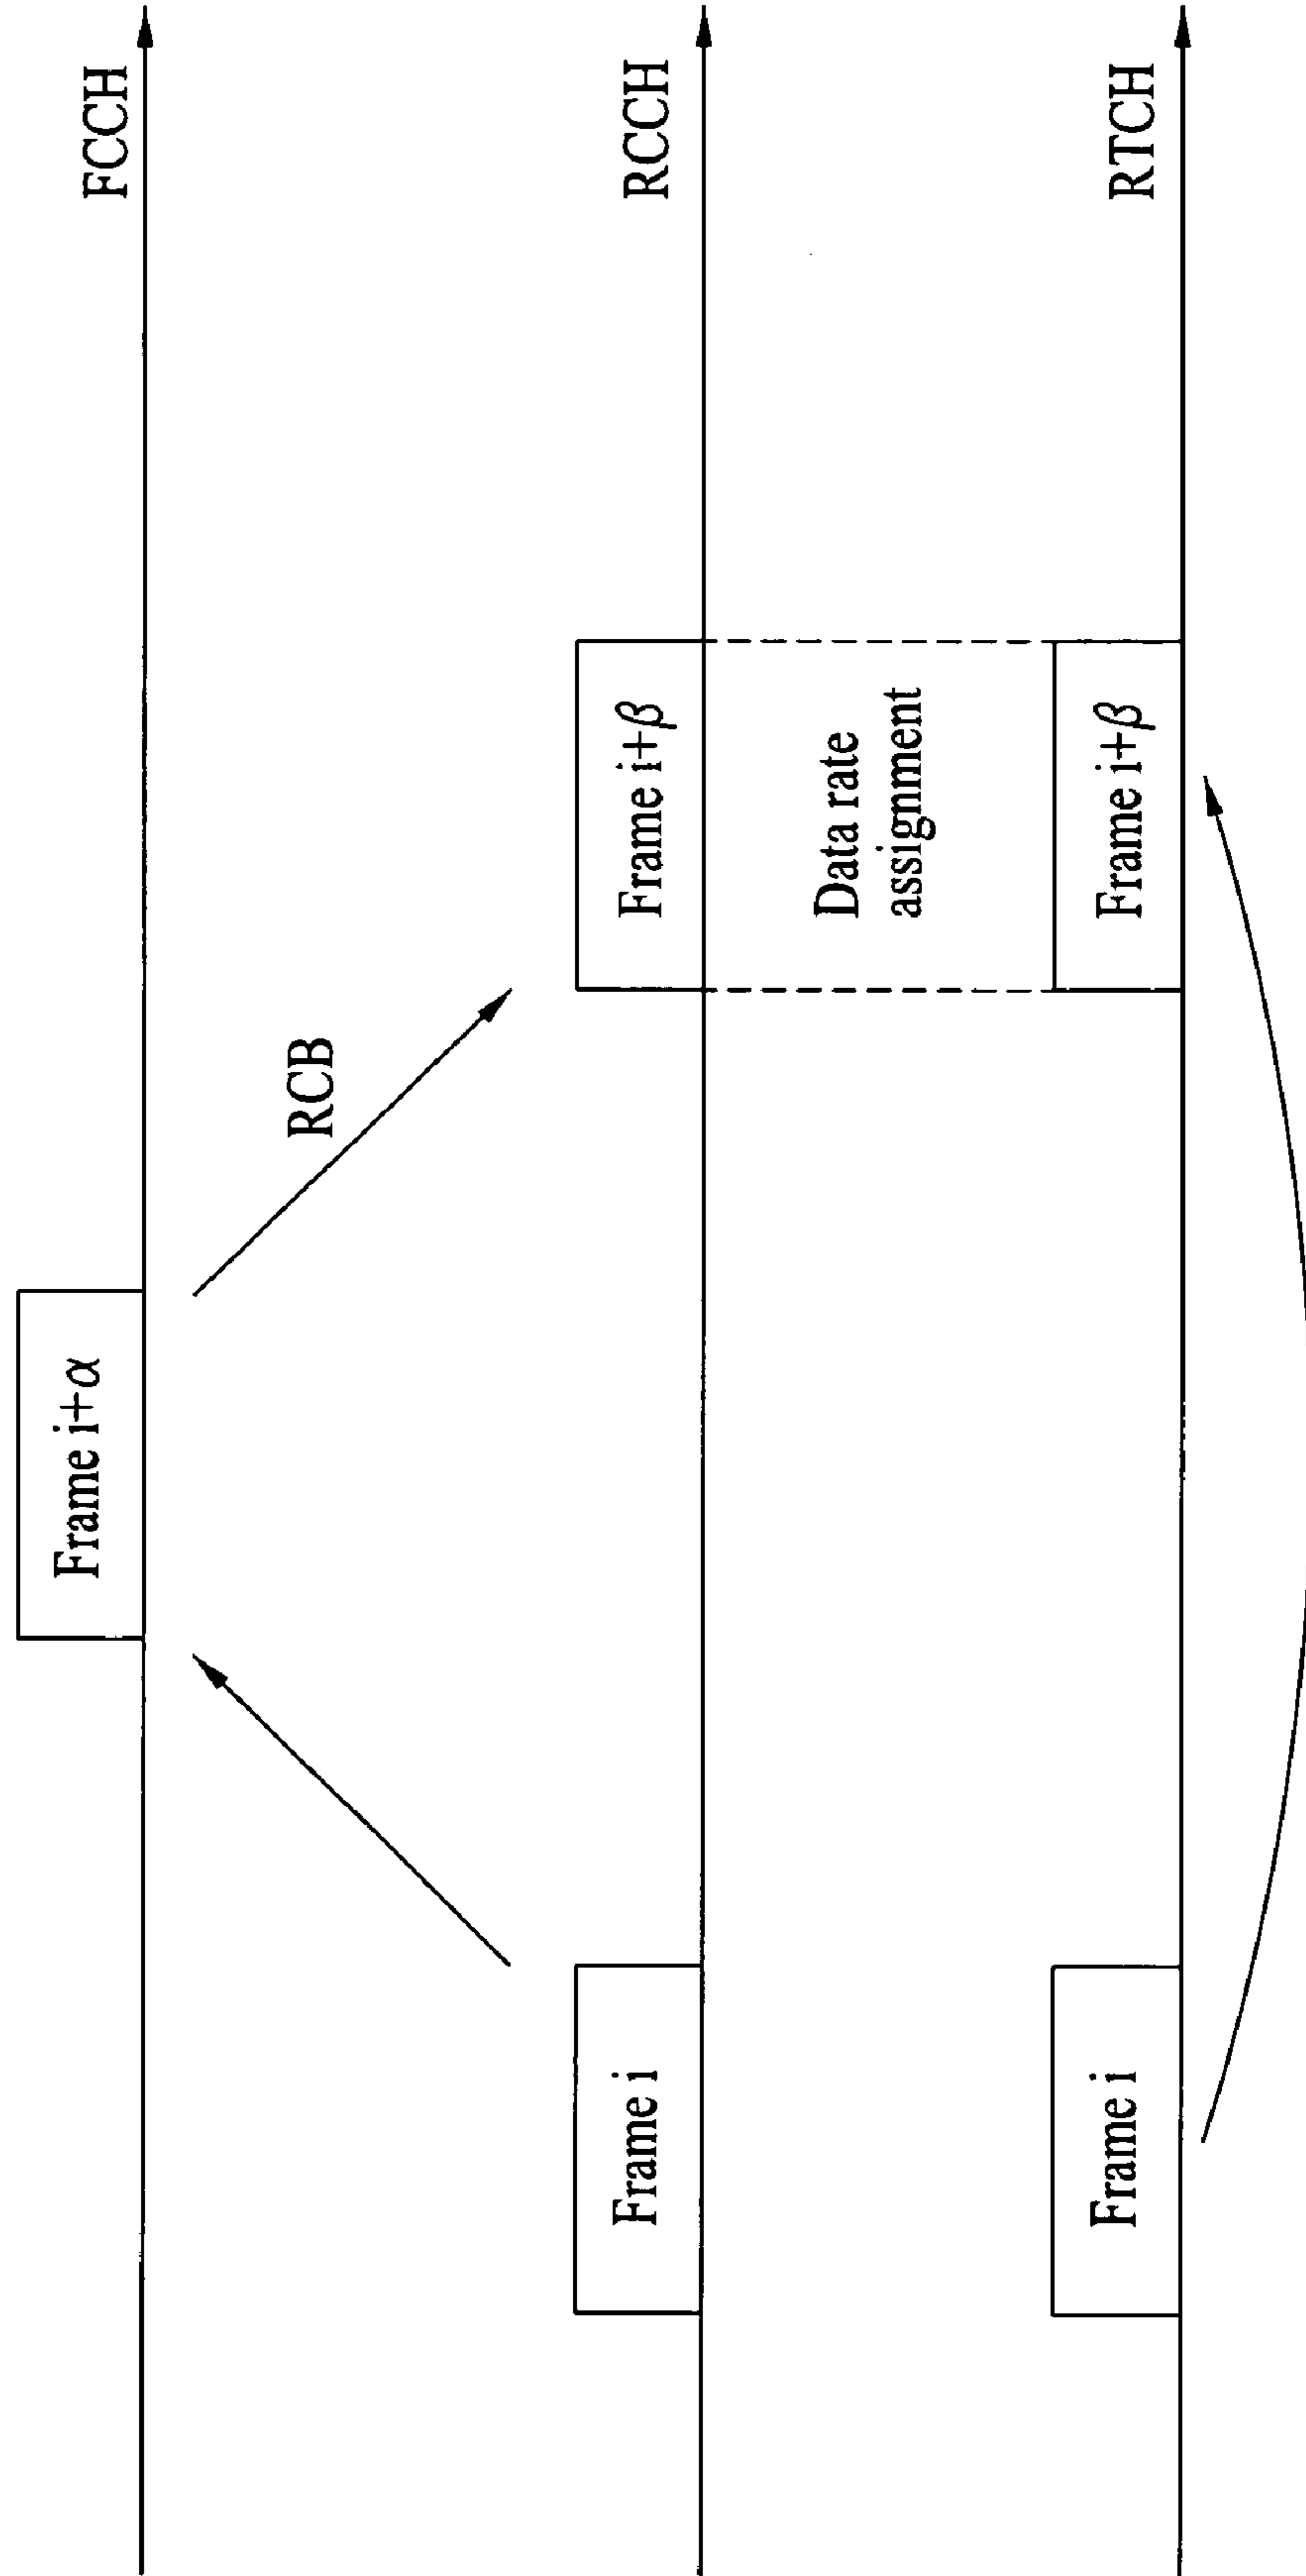 Frame i+α
FCCH
RCB
Frame i
Frame i+β
RCCH
Data rate
assignment
Frame i
Frame i+β
RTCH